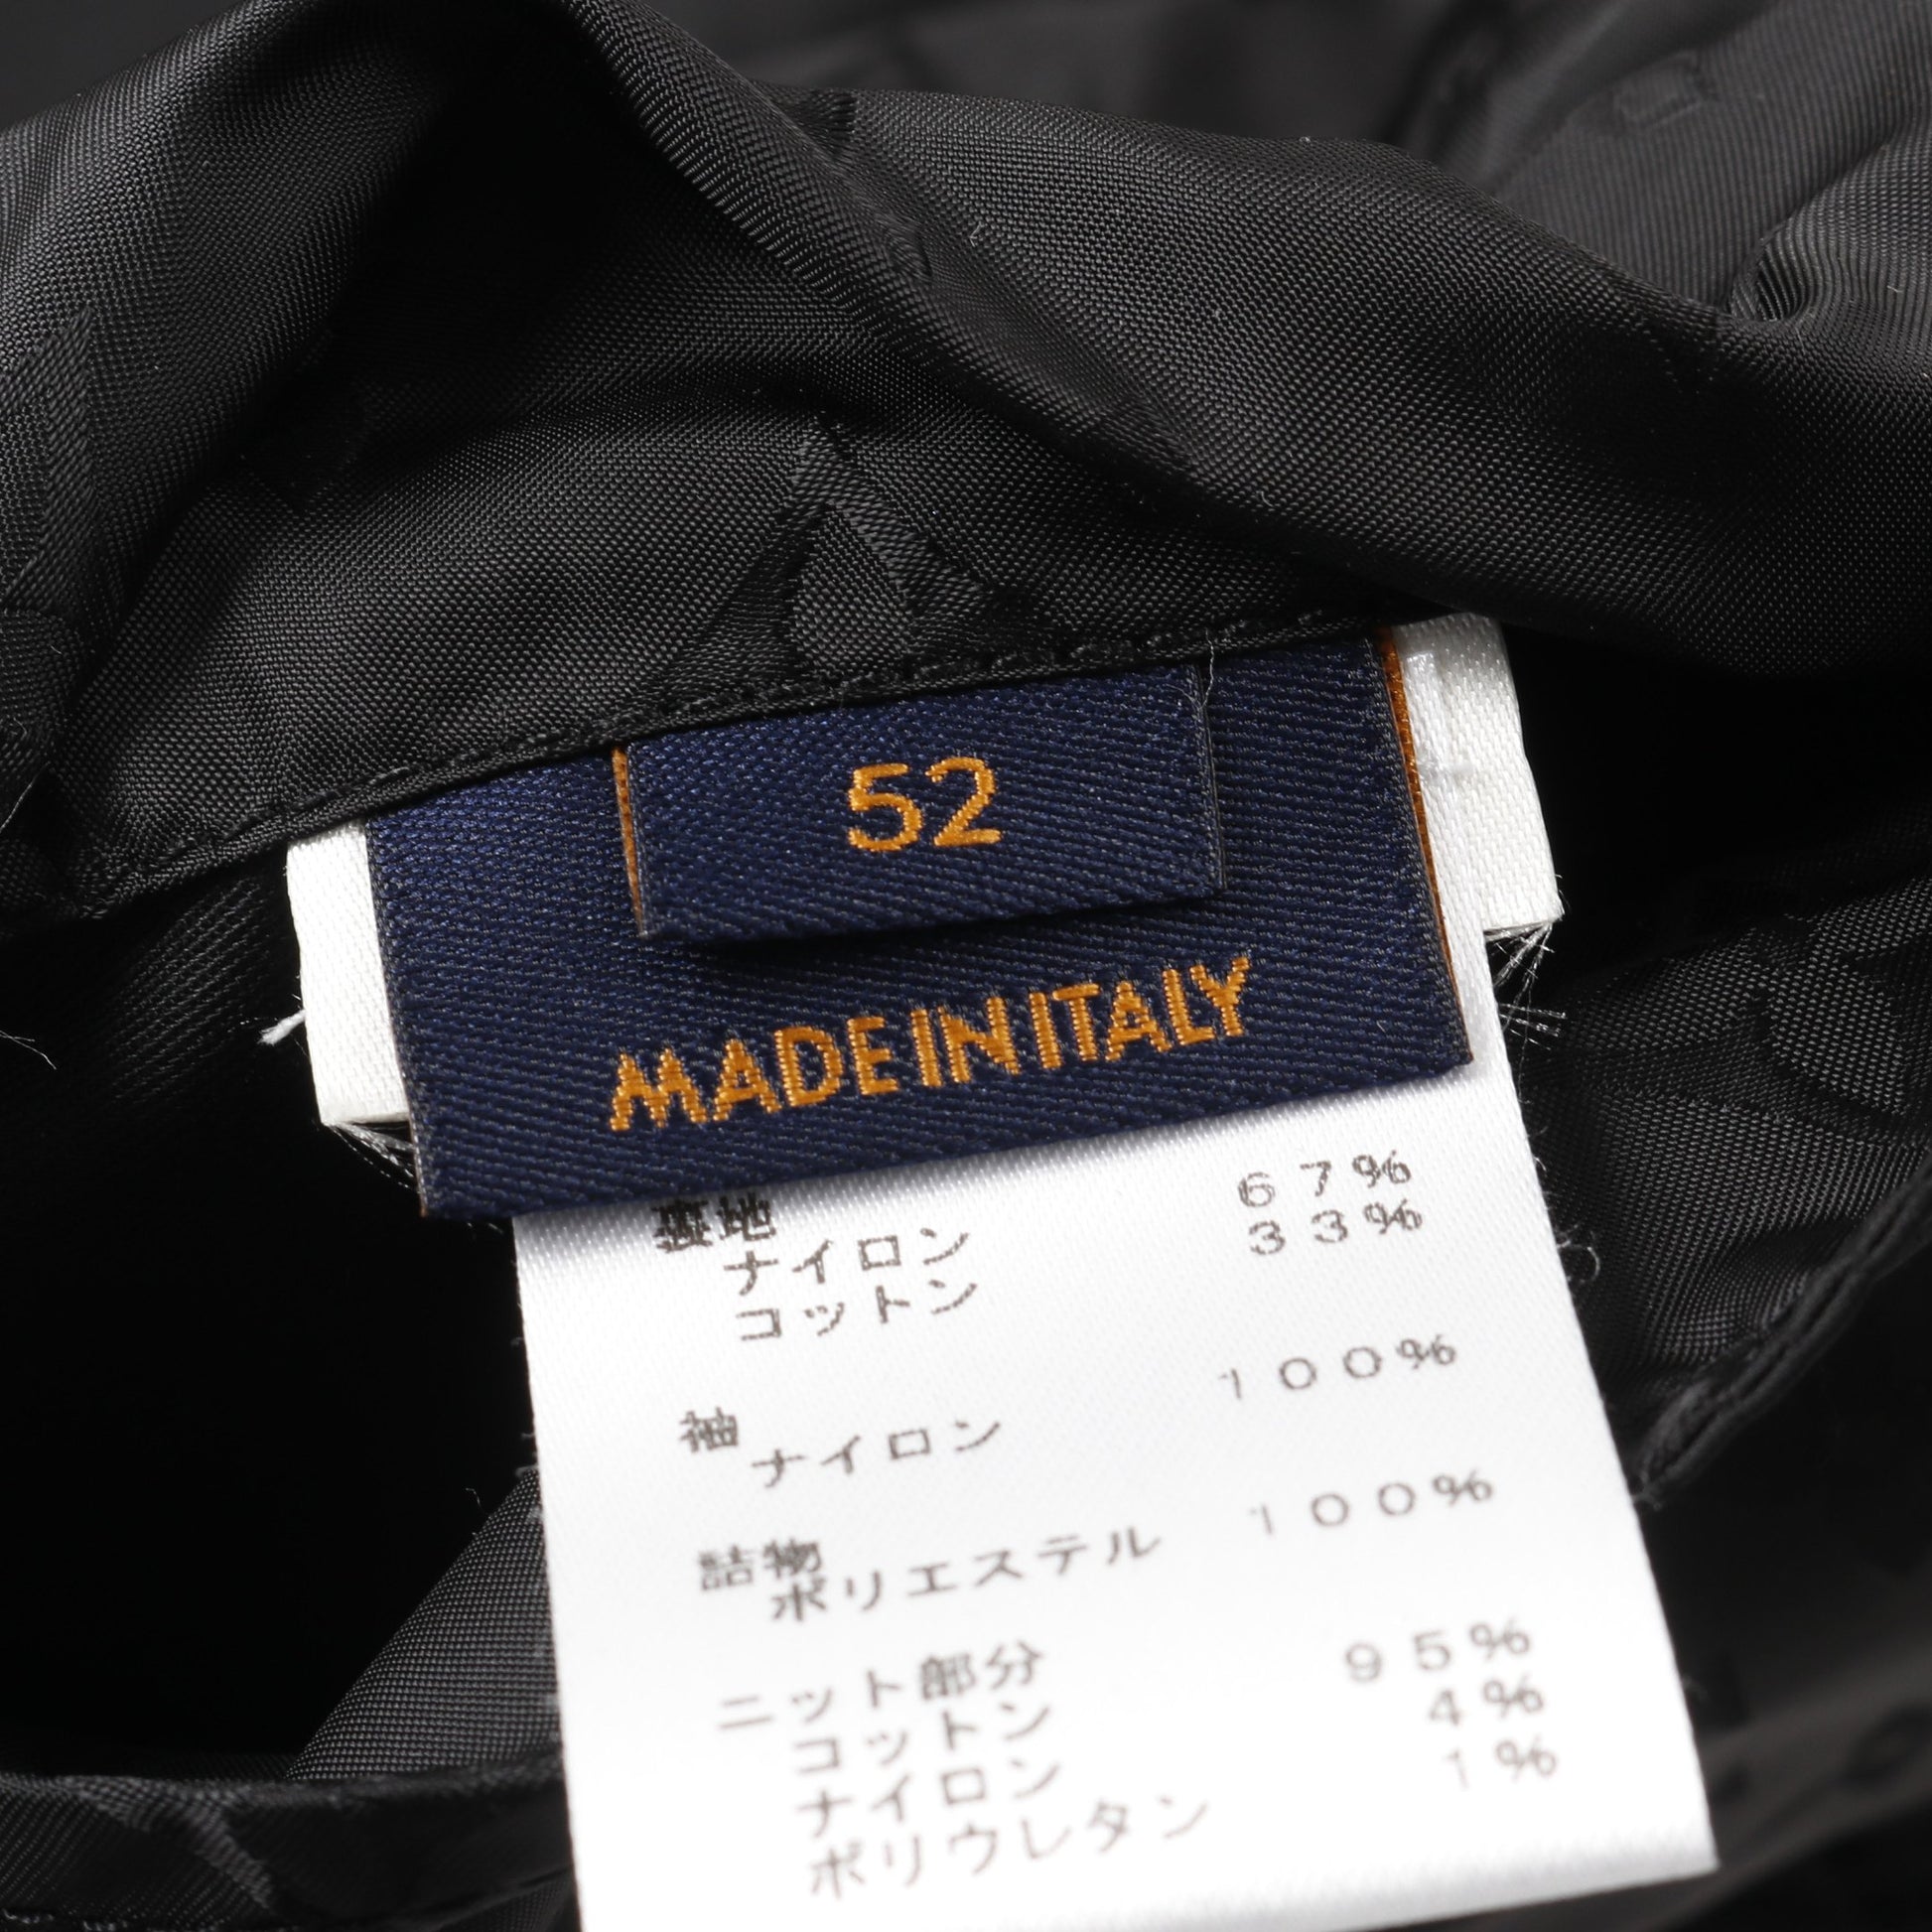 52
MADE IN ITALY
裏地
ナイロン 67%
コットン 33%
袖
ナイロン 100%
詰物
ポリエステル 100%
ニット部分
コットン 95%
ナイロン 4%
ポリウレタン 1%